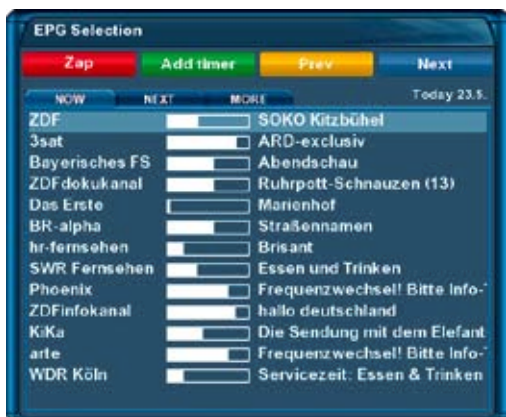 EPG Selection
Zap Add timer Prev Next
NOW NEXT MORE Today 23.5.
ZDF SOKO Kitzbühel
3sat ARD-exclusiv
Bayerisches FS Abendschau
ZDFdokukanal Ruhrpott-Schnauzen (13)
Das Erste Marienhof
BR-alpha Straßennamen
hr-fernsehen Brisant
SWR Fernsehen Essen und Trinken
Phoenix Frequenzwechsel! Bitte Info-
ZDFinfokanal hallo deutschland
KiKa Die Sendung mit dem Elefant
arte Frequenzwechsel! Bitte Info-
WDR Köln Servicezeit: Essen & Trinken